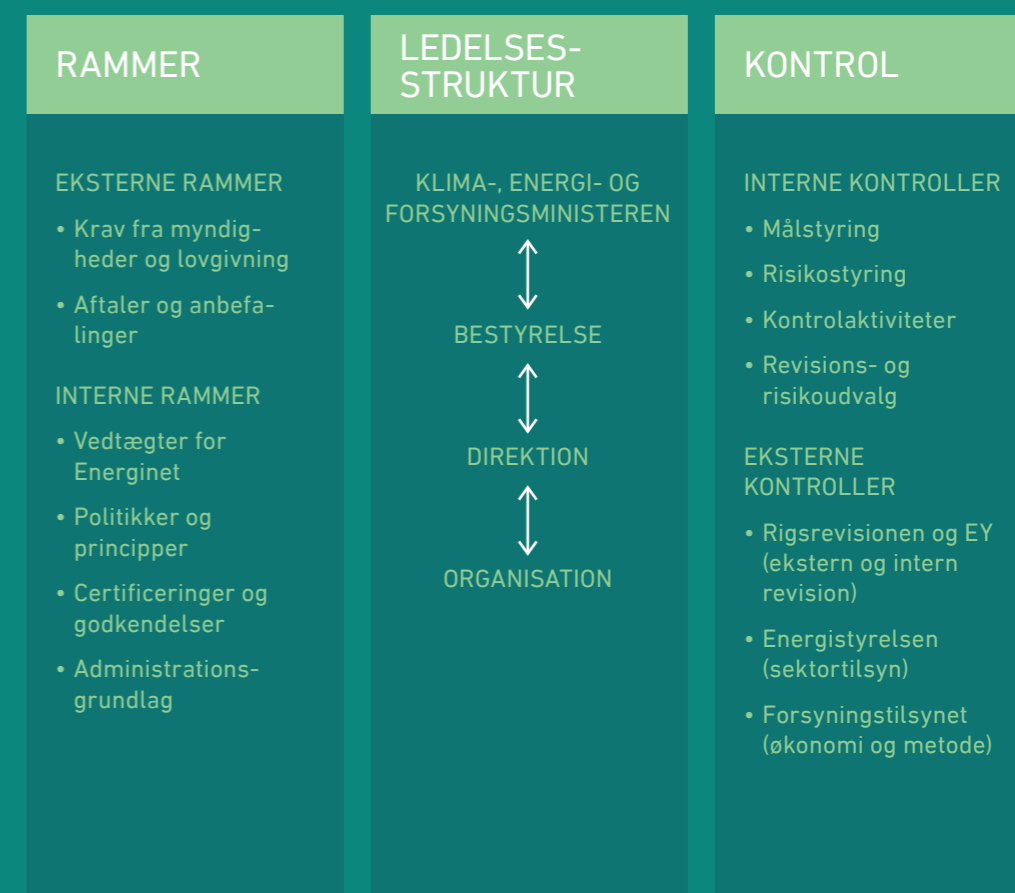 RAMMER
EKSTERNE RAMMER
• Krav fra myndig-
heder og lovgivning
• Aftaler og anbefa-
linger
INTERNE RAMMER
• Vedtægter for
Energinet
• Politikker og
principper
• Certificeringer og
godkendelser
• Administrations-
grundlag
LEDELSES-
STRUKTUR
KLIMA-, ENERGI- OG
FORSYNINGSMINISTEREN
BESTYRELSE
DIREKTION
ORGANISATION
KONTROL
INTERNE KONTROLLER
• Målstyring
• Risikostyring
• Kontrolaktiviteter
• Revisions- og
risikoudvalg
EKSTERNE
KONTROLLER
• Rigsrevisionen og EY
(ekstern og intern
revision)
• Energistyrelsen
(sektortilsyn)
• Forsyningstilsynet
(økonomi og metode)